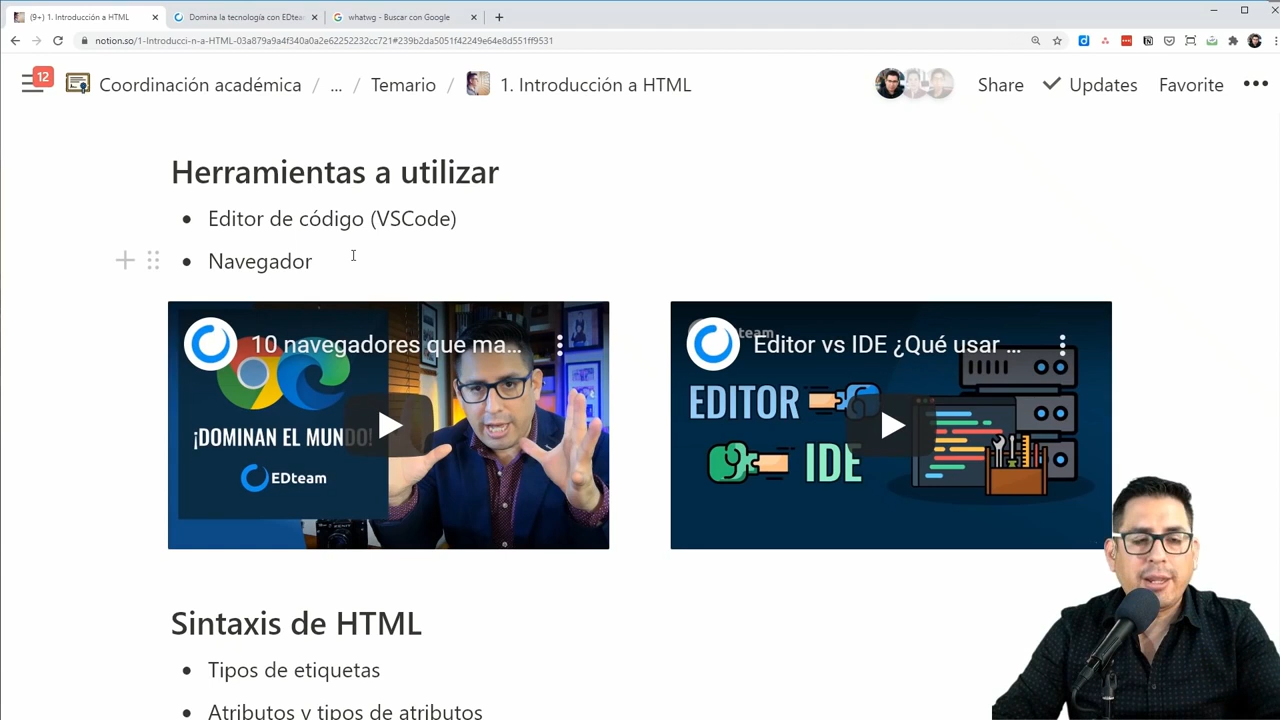 (9+) 1. Introducción a HTML
Domina la tecnología con EDtea
whatwg - Buscar con Google
notion.so/1-Introducci-n-a-HTML-03a879a9a4f340a0a2e62252232cc721#239b2da5051f42249e64e8d551ff9531
12
Coordinación académica / ... / Temario / 1. Introducción a HTML
Share
Updates
Favorite
Herramientas a utilizar
• Editor de código (VSCode)
• Navegador
10 navegadores que ma...
¡DOMINAN EL MUNDO!
EDteam
team
Editor vs IDE ¿Qué usar ...
EDITOR
IDE
Sintaxis de HTML
• Tipos de etiquetas
• Atributos y tipos de atributos